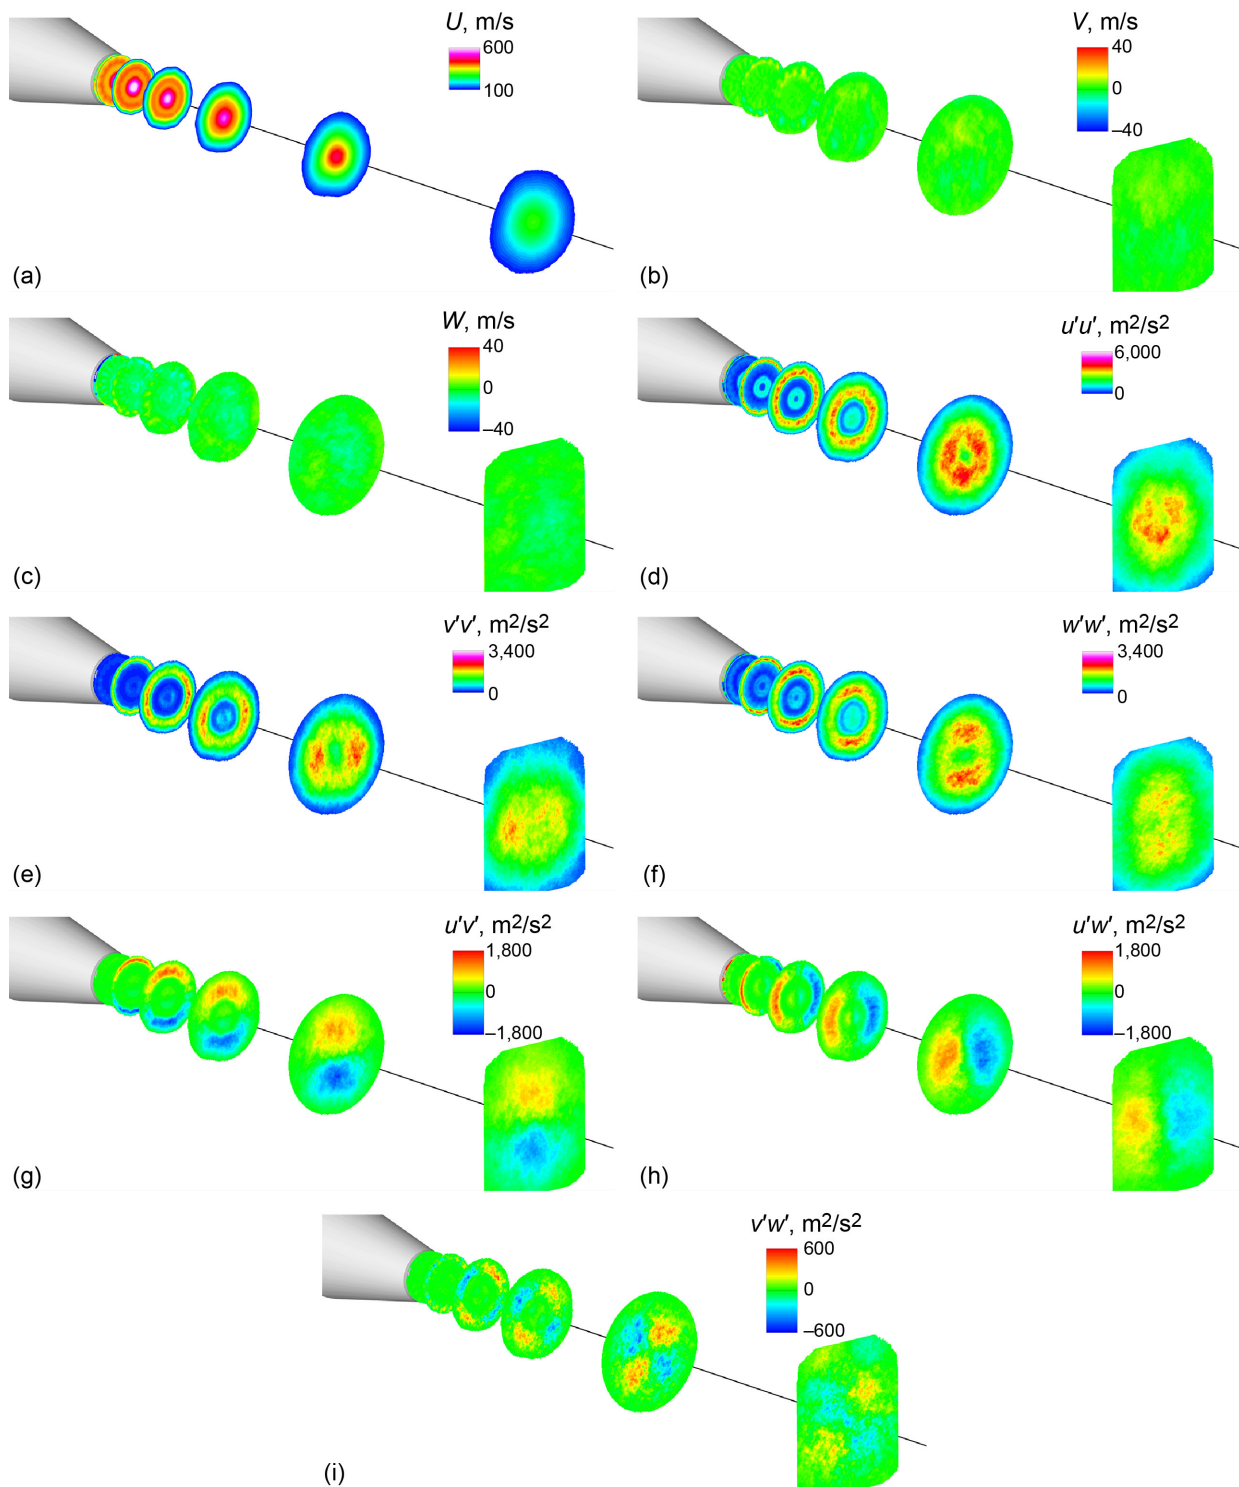 U, m/s
600
100
(a)
V, m/s
40
0
–40
(b)
W, m/s
40
0
–40
(c)
u'u', m2/s2
6,000
0
(d)
v'v', m2/s2
3,400
0
(e)
w'w', m2/s2
3,400
0
(f)
u'v', m2/s2
1,800
0
–1,800
(g)
u'w', m2/s2
1,800
0
–1,800
(h)
v'w', m2/s2
600
0
–600
(i)